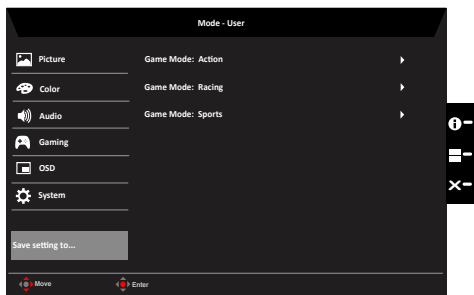 Mode - User
Picture
Color
Audio
Gaming
OSD
System
Save setting to...
Game Mode: Action
Game Mode: Racing
Game Mode: Sports
Move
Enter